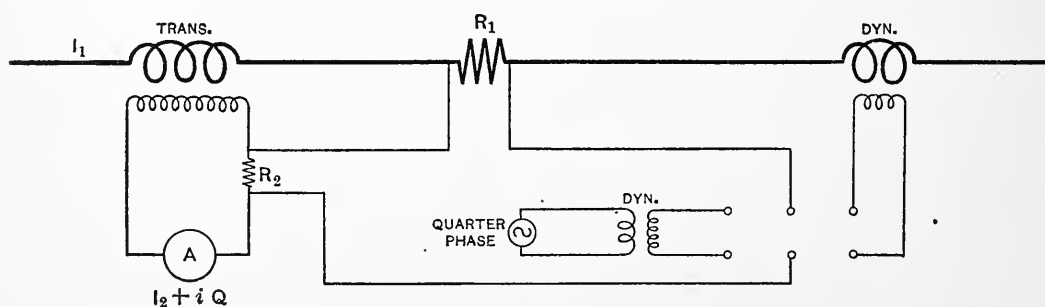 TRANS.
R1
DYN.
I1
R2
DYN.
QUARTER
PHASE
A
I2 + i Q